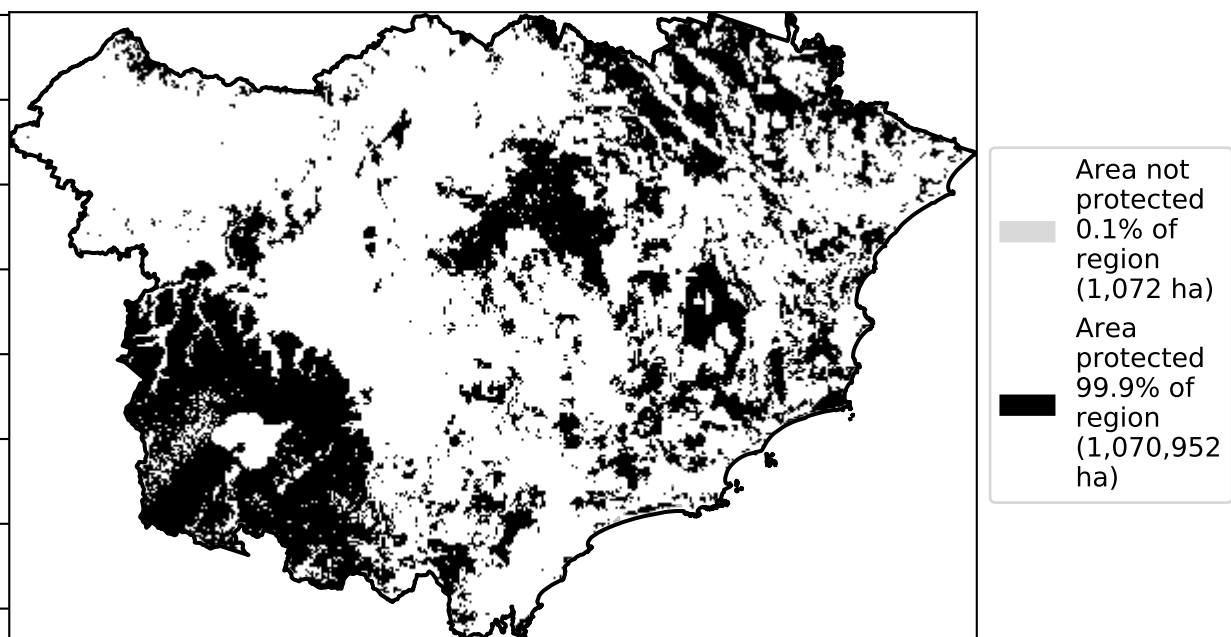 Area not
protected
0.1% of
region
(1,072 ha)
Area
protected
99.9% of
region
(1,070,952
ha)